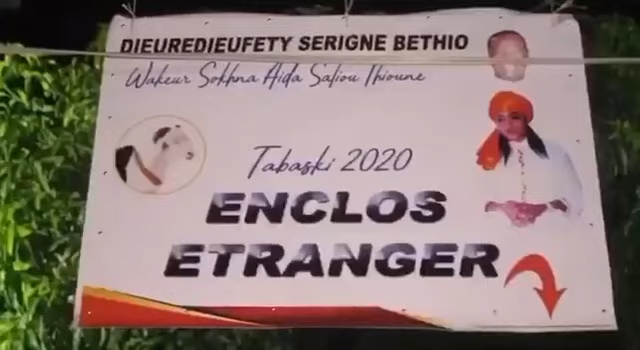 DIEUREDIEUFETY SERIGNE BETHIO
Wakeur Sokhna Aida Saliou Thioune
Tabaski 2020
ENCLOS
ETRANGER